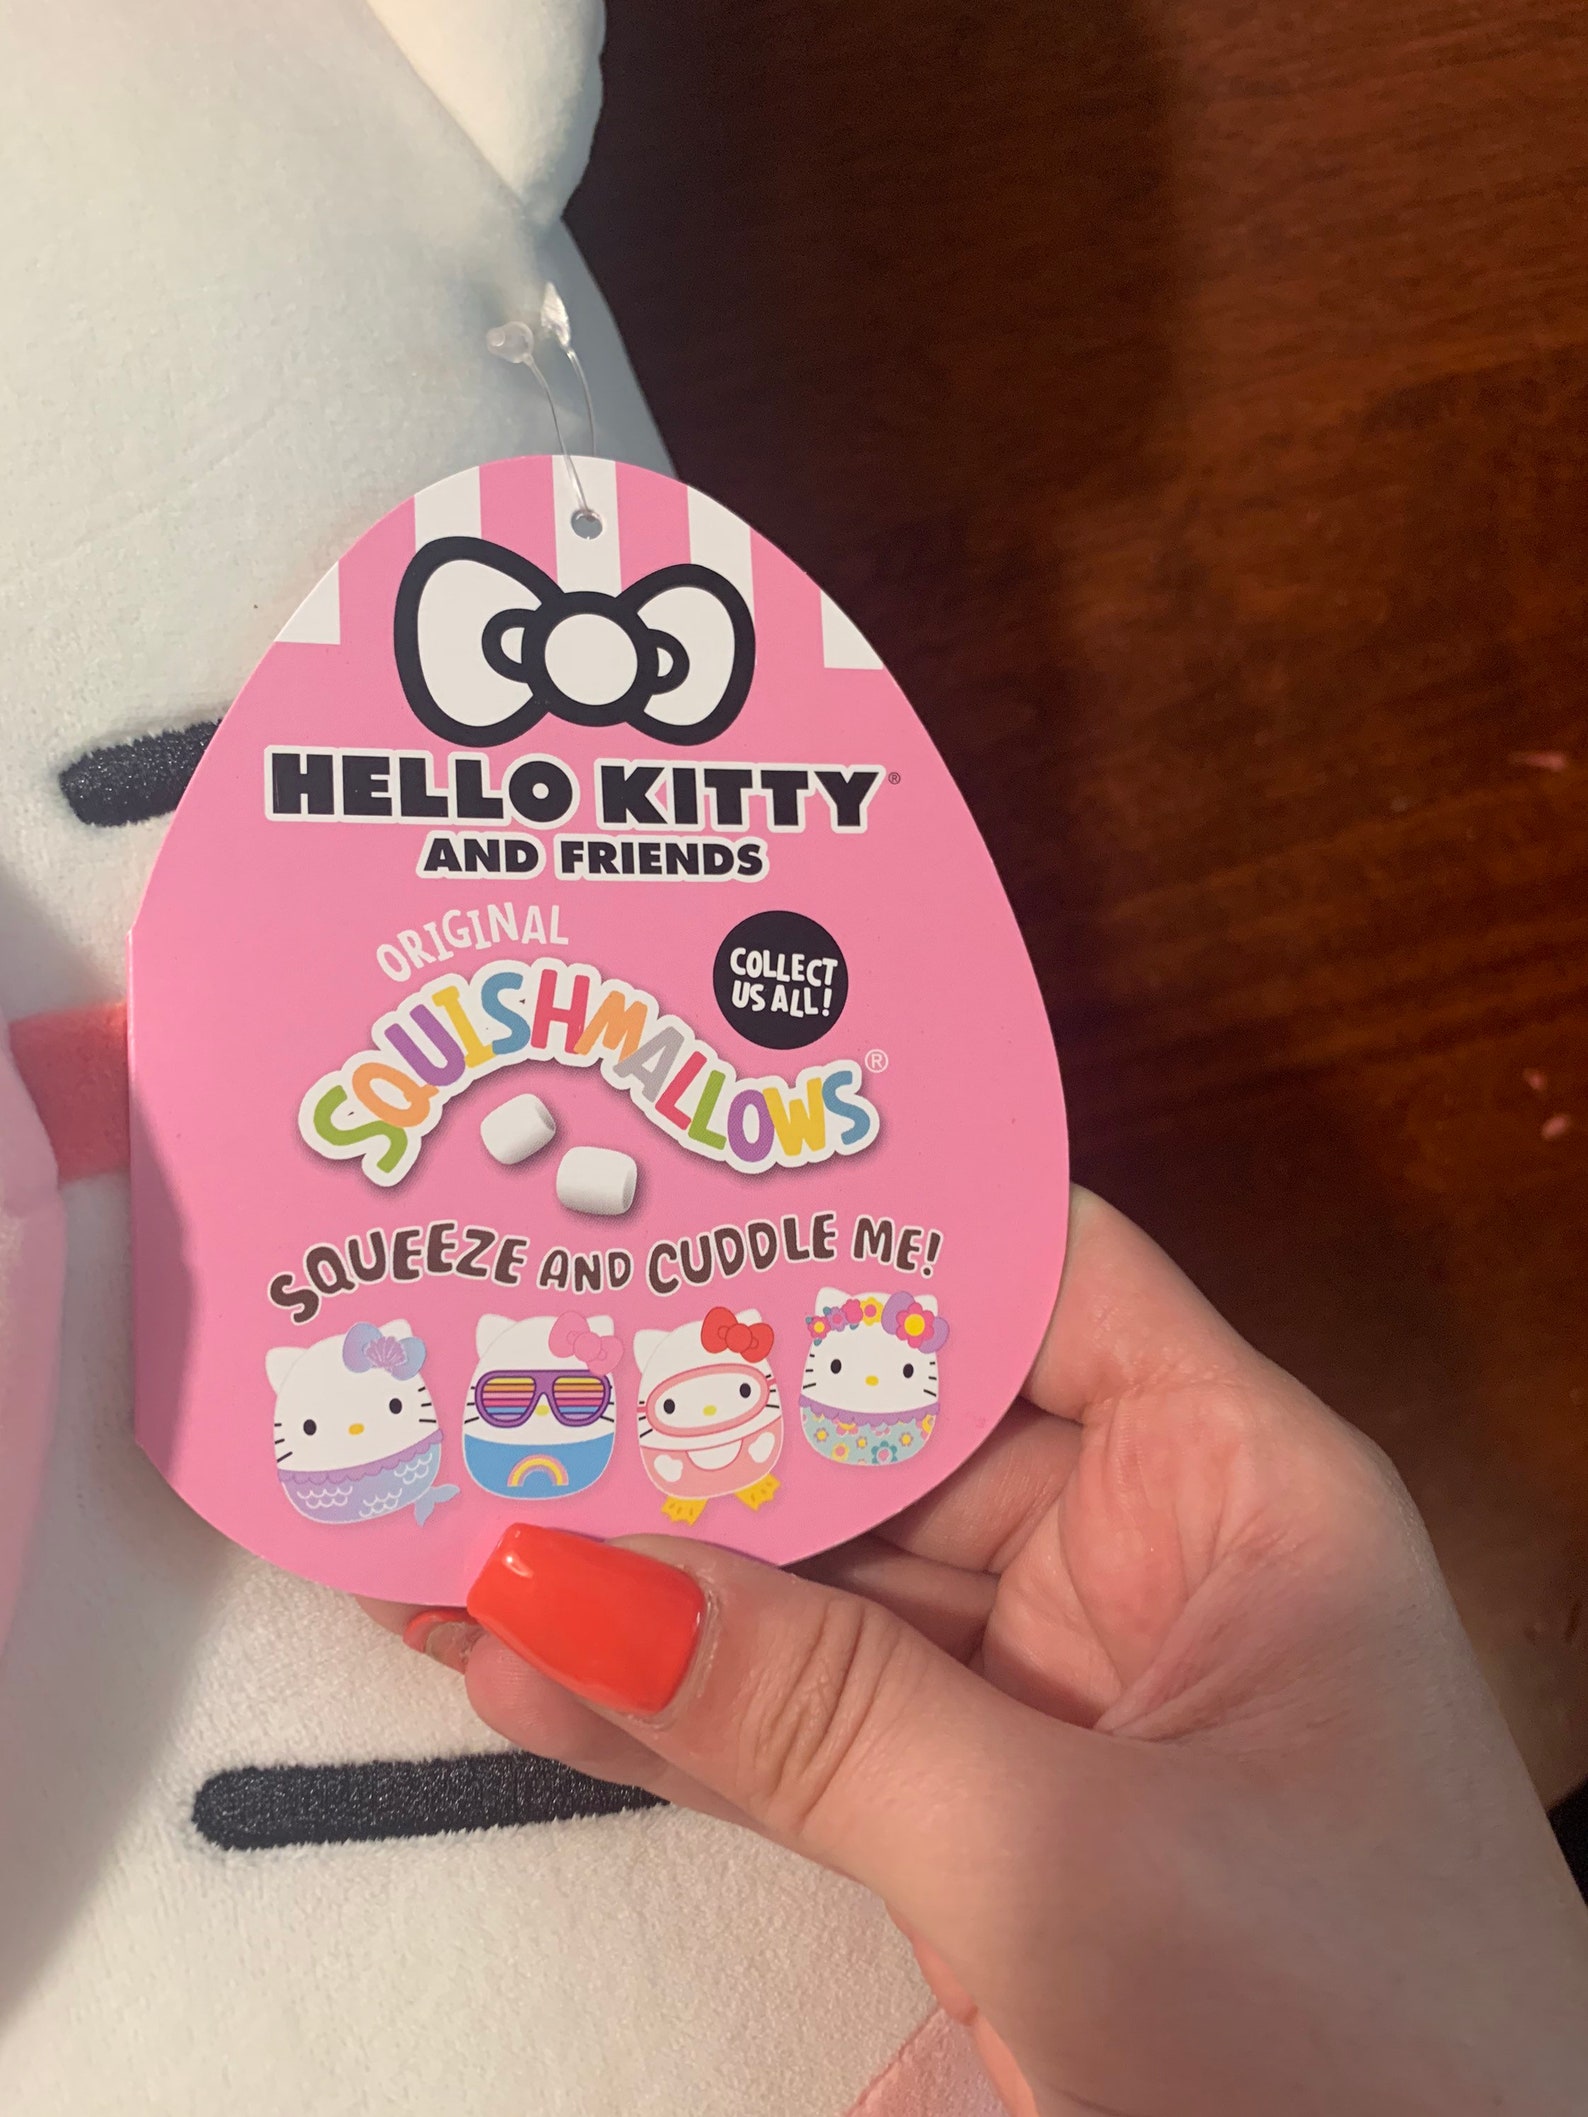 HELLO KITTY®
AND FRIENDS
ORIGINAL
SQUISHMALLOWS®
COLLECT
US ALL!
SQUEEZE AND CUDDLE ME!